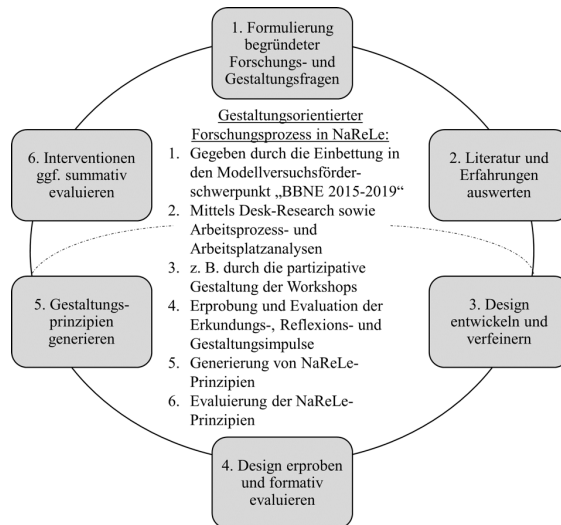 1. Formulierung
begründeter
Forschungs- und
Gestaltungsfragen
Gestaltungsorientierter
Forschungsprozess in NaReLe:
1. Gegeben durch die Einbettung in
den Modellversuchsförder-
schwerpunkt „BBNE 2015-2019“
2. Mittels Desk-Research sowie
Arbeitsprozess- und
Arbeitsplatzanalysen
3. z. B. durch die partizipative
Gestaltung der Workshops
4. Erprobung und Evaluation der
Erkundungs-, Reflexions- und
Gestaltungsimpulse
5. Generierung von NaReLe-
Prinzipien
6. Evaluierung der NaReLe-
Prinzipien
2. Literatur und
Erfahrungen
auswerten
3. Design
entwickeln und
verfeinern
4. Design erproben
und formativ
evaluieren
5. Gestaltungs-
prinzipien
generieren
6. Interventionen
ggf. summativ
evaluieren